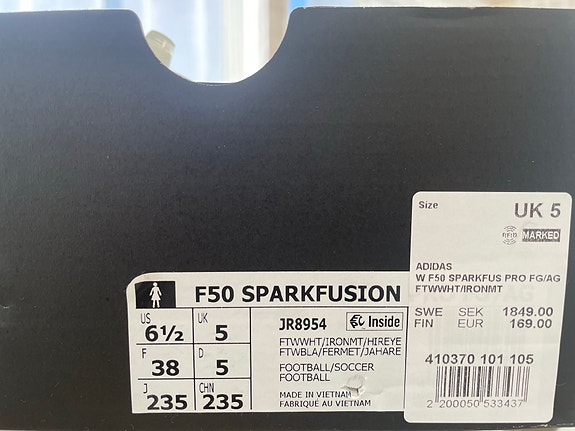 F50 SPARKFUSION
US
6½
UK
5
JR8954
€C Inside
F
38
D
5
FTWWHT/IRONMT/HIREYE
FTWBLA/FERMET/JAHARE
FOOTBALL/SOCCER
FOOTBALL
J
235
CHN
235
MADE IN VIETNAM
FABRIQUÉ AU VIETNAM
Size
UK 5
RFID
MARKED
ADIDAS
W F50 SPARKFUS PRO FG/AG
FTWWHT/IRONMT
SWE SEK 1849.00
FIN EUR 169.00
410370 101 105
2 200050 533437